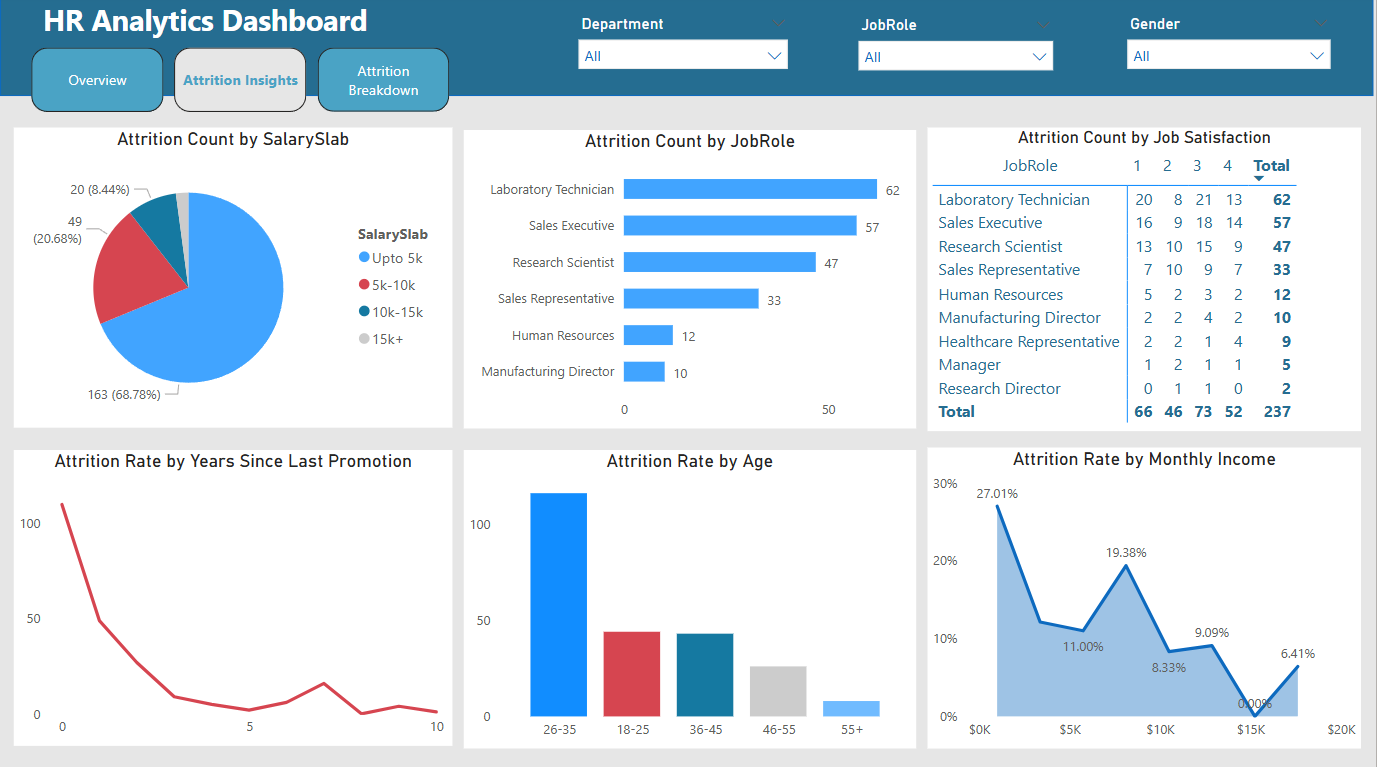 HR Analytics Dashboard
Department
JobRole
Gender
All
All
All
Overview
Attrition Insights
Attrition
Breakdown
Attrition Count by SalarySlab
20 (8.44%)
49
(20.68%)
163 (68.78%)
SalarySlab
Upto 5k
5k-10k
10k-15k
15k+
Attrition Count by JobRole
Laboratory Technician 62
Sales Executive 57
Research Scientist 47
Sales Representative 33
Human Resources 12
Manufacturing Director 10
0 50
Attrition Count by Job Satisfaction
JobRole 1 2 3 4 Total
Laboratory Technician 20 8 21 13 62
Sales Executive 16 9 18 14 57
Research Scientist 13 10 15 9 47
Sales Representative 7 10 9 7 33
Human Resources 5 2 3 2 12
Manufacturing Director 2 2 4 2 10
Healthcare Representative 2 2 1 4 9
Manager 1 2 1 1 5
Research Director 0 1 1 0 2
Total 66 46 73 52 237
Attrition Rate by Years Since Last Promotion
100
50
0
0 5 10
Attrition Rate by Age
100
50
0
26-35 18-25 36-45 46-55 55+
Attrition Rate by Monthly Income
30%
27.01%
20%
19.38%
10%
11.00%
8.33%
9.09%
0.00%
6.41%
0%
$0K $5K $10K $15K $20K